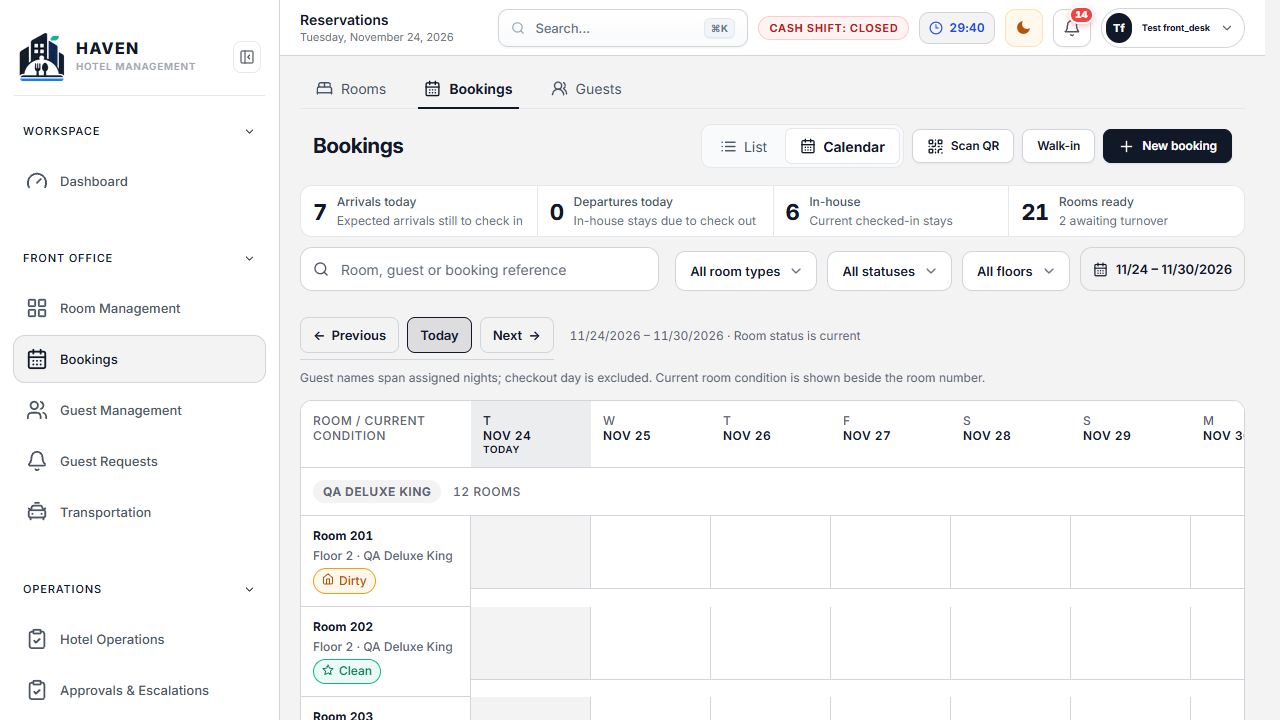 HAVEN
HOTEL MANAGEMENT
WORKSPACE
Dashboard
FRONT OFFICE
Room Management
Bookings
Guest Management
Guest Requests
Transportation
OPERATIONS
Hotel Operations
Approvals & Escalations
Reservations
Tuesday, November 24, 2026
Search...
⌘K
CASH SHIFT: CLOSED
29:40
14
Tf
Test front_desk
Rooms
Bookings
Guests
Bookings
List
Calendar
Scan QR
Walk-in
New booking
7
Arrivals today
Expected arrivals still to check in
0
Departures today
In-house stays due to check out
6
In-house
Current checked-in stays
21
Rooms ready
2 awaiting turnover
Room, guest or booking reference
All room types
All statuses
All floors
11/24 – 11/30/2026
← Previous
Today
Next →
11/24/2026 – 11/30/2026 · Room status is current
Guest names span assigned nights; checkout day is excluded. Current room condition is shown beside the room number.
ROOM / CURRENT
CONDITION
T
NOV 24
TODAY
W
NOV 25
T
NOV 26
F
NOV 27
S
NOV 28
S
NOV 29
M
NOV 3
QA DELUXE KING
12 ROOMS
Room 201
Floor 2 · QA Deluxe King
Dirty
Room 202
Floor 2 · QA Deluxe King
Clean
Room 203